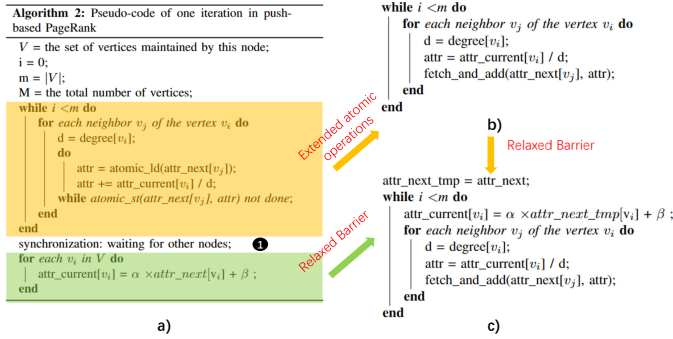 Algorithm 2: Pseudo-code of one iteration in push-
based PageRank
V = the set of vertices maintained by this node;
i = 0;
m = |V|;
M = the total number of vertices;
while i <m do
for each neighbor vj of the vertex vi do
d = degree[vi];
do
attr = atomic_ld(attr_next[vj]);
attr += attr_current[vi] / d;
while atomic_st(attr_next[vj], attr) not done;
end
end
synchronization: waiting for other nodes; 1
for each vi in V do
attr_current[vi] = α ×attr_next[vi] + β ;
end
a)
Extended atomic
operations
Relaxed Barrier
while i <m do
for each neighbor vj of the vertex vi do
d = degree[vi];
attr = attr_current[vi] / d;
fetch_and_add(attr_next[vj], attr);
end
end
b)
Relaxed Barrier
attr_next_tmp = attr_next;
while i <m do
attr_current[vi] = α ×attr_next_tmp[vi] + β
for each neighbor vj of the vertex vi do
d = degree[vi];
attr = attr_current[vi] / d;
fetch_and_add(attr_next[vj], attr);
end
end
c)